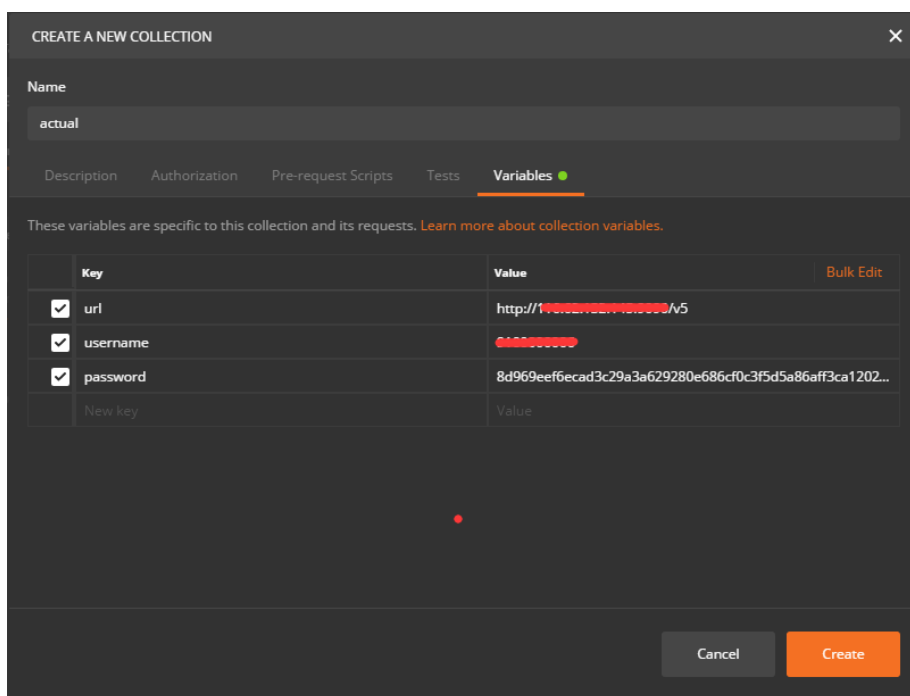 CREATE A NEW COLLECTION
Name
actual
Description Authorization Pre-request Scripts Tests Variables
These variables are specific to this collection and its requests. Learn more about collection variables.
Key Value Bulk Edit
url http:// /v5
username
password 8d969eef6ecad3c29a3a629280e686cf0c3f5d5a86aff3ca1202...
New key Value
Cancel Create